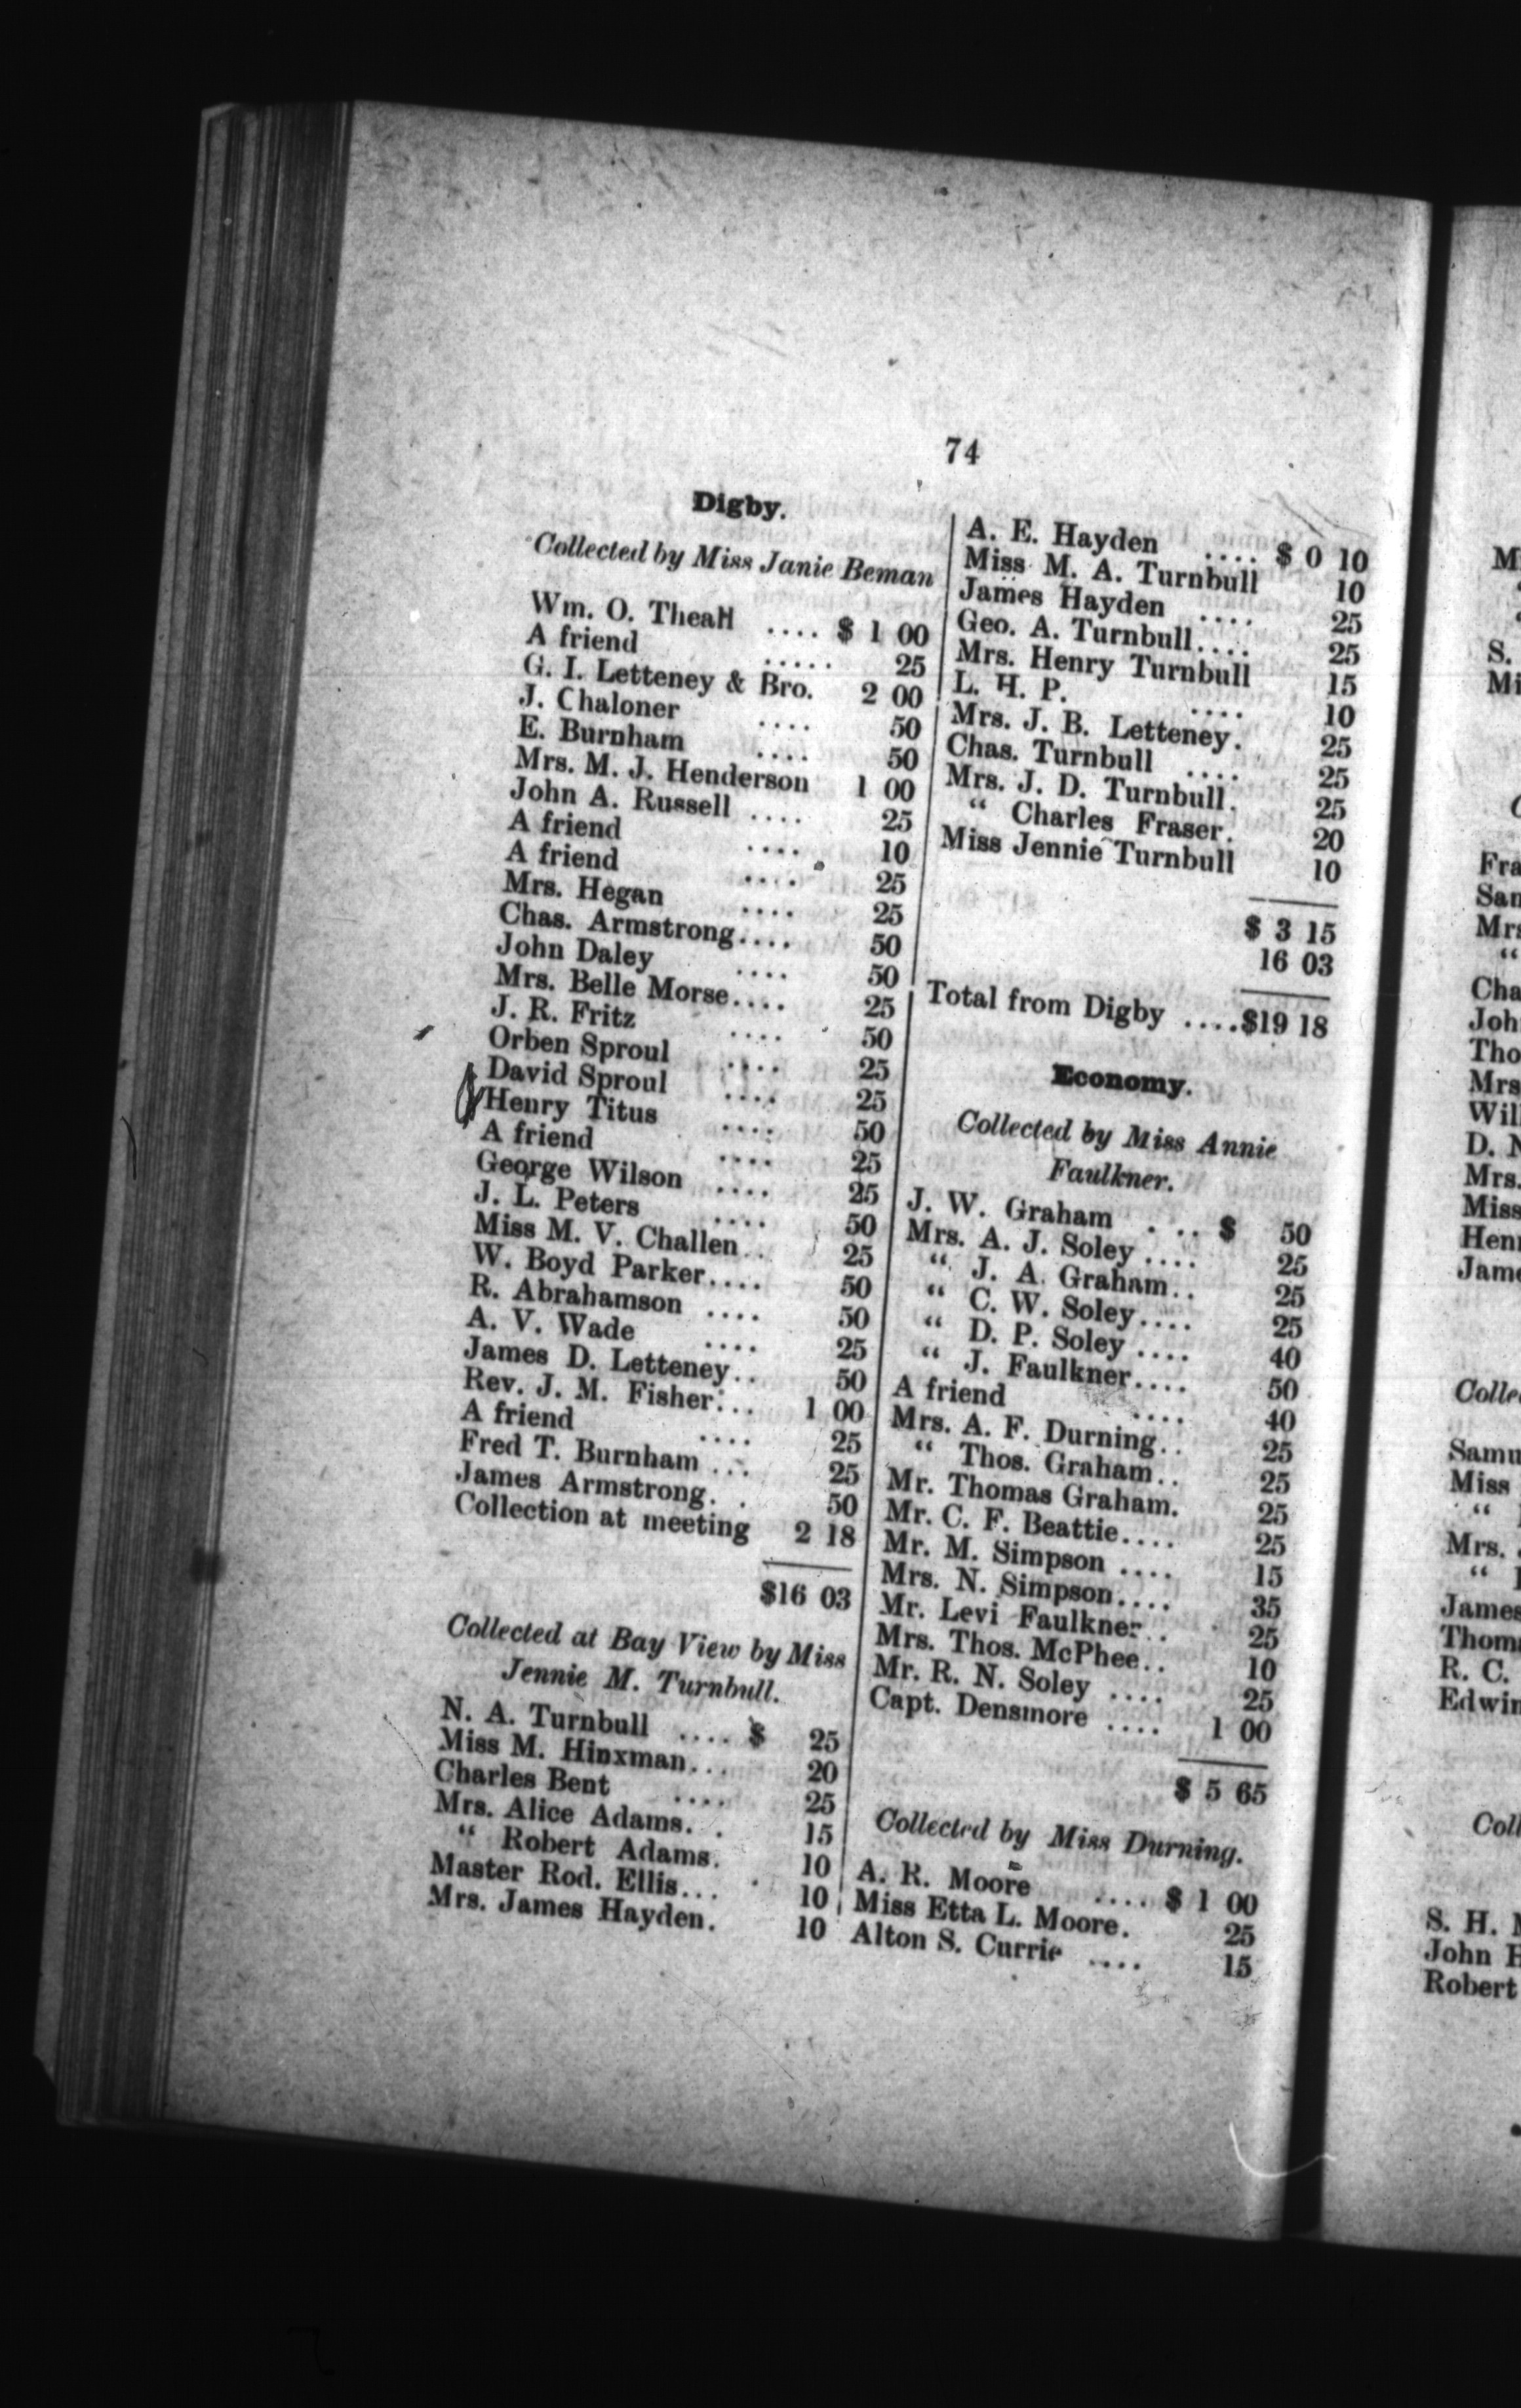 74
Digby.
Collected by Miss Janie Beman
Wm. O. Theall .... $ 1 00
A friend ..... 25
G. I. Letteney & Bro. 2 00
J. Chaloner .... 50
E. Burnham .... 50
Mrs. M. J. Henderson 1 00
John A. Russell .... 25
A friend .... 10
A friend .... 25
Mrs. Hegan .... 25
Chas. Armstrong.... 50
John Daley .... 50
Mrs. Belle Morse.... 25
J. R. Fritz .... 50
Orben Sproul .... 25
David Sproul .... 25
Henry Titus .... 50
A friend .... 25
George Wilson .... 25
J. L. Peters .... 50
Miss M. V. Challen.. 25
W. Boyd Parker.... 50
R. Abrahamson .... 50
A. V. Wade .... 25
James D. Letteney.. 50
Rev. J. M. Fisher... 1 00
A friend .... 25
Fred T. Burnham ... 25
James Armstrong. . 50
Collection at meeting 2 18
$16 03
Collected at Bay View by Miss
Jennie M. Turnbull.
N. A. Turnbull .... $ 25
Miss M. Hinxman... 20
Charles Bent .... 25
Mrs. Alice Adams. . 15
“ Robert Adams. 10
Master Rod. Ellis... 10
Mrs. James Hayden. 10
A. E. Hayden .... $ 0 10
Miss M. A. Turnbull 10
James Hayden .... 25
Geo. A. Turnbull.... 25
Mrs. Henry Turnbull 15
L. H. P. .... 10
Mrs. J. B. Letteney. 25
Chas. Turnbull .... 25
Mrs. J. D. Turnbull. 25
“ Charles Fraser. 20
Miss Jennie Turnbull 10
$ 3 15
16 03
Total from Digby ....$19 18
Economy.
Collected by Miss Annie
Faulkner.
J. W. Graham . .. $ 50
Mrs. A. J. Soley .... 25
“ J. A. Graham.. 25
“ C. W. Soley.... 25
“ D. P. Soley .... 40
“ J. Faulkner.... 50
A friend .... 40
Mrs. A. F. Durning.. 25
“ Thos. Graham.. 25
Mr. Thomas Graham. 25
Mr. C. F. Beattie.... 25
Mr. M. Simpson .... 15
Mrs. N. Simpson.... 35
Mr. Levi Faulkner.. 25
Mrs. Thos. McPhee.. 10
Mr. R. N. Soley .... 25
Capt. Densmore .... 1 00
$ 5 65
Collected by Miss Durning.
A. R. Moore .... $ 1 00
Miss Etta L. Moore. 25
Alton S. Currie .... 15
S.
Mrs.
“
D. N
Mrs.
Miss
Mrs.
“
James
R. C.
Edwin
S. H.
John H
Robert